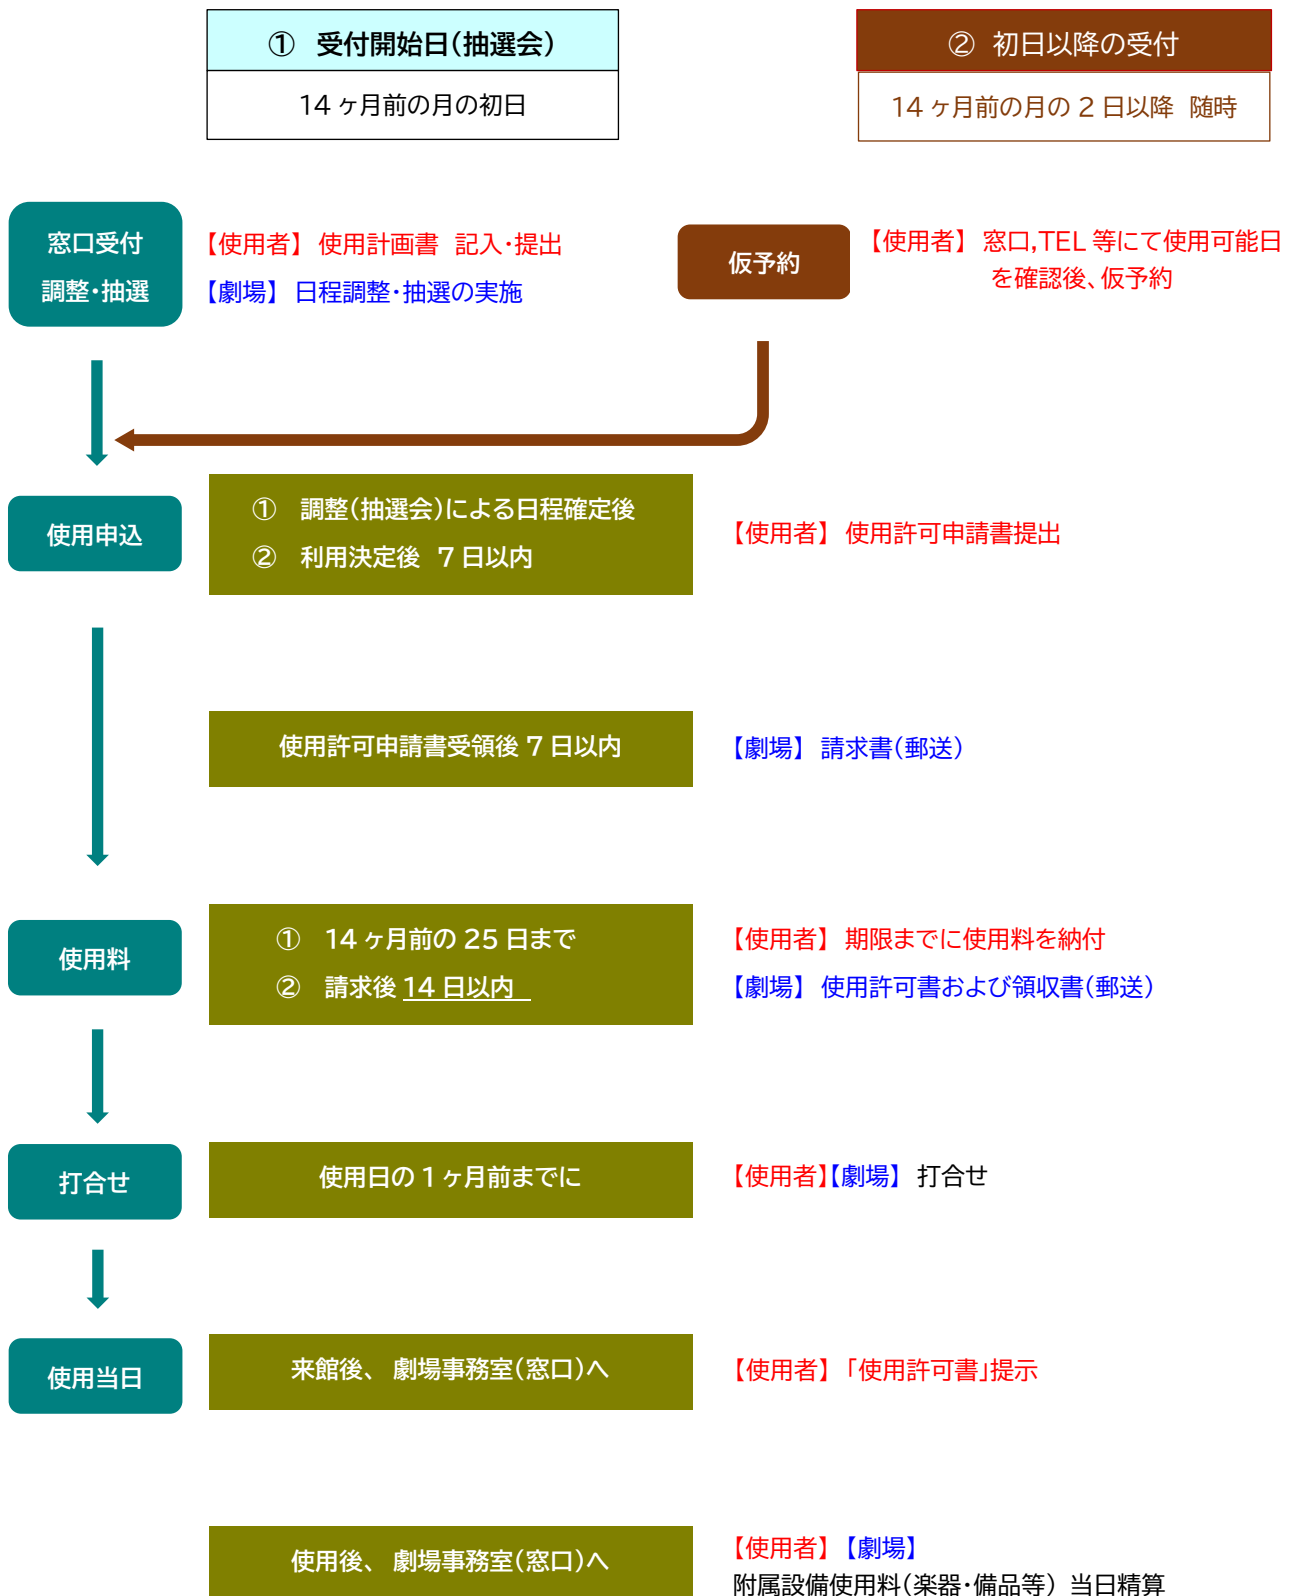 ① 受付開始日(抽選会)
14ヶ月前の月の初日
② 初日以降の受付
14ヶ月前の月の2日以降 随時
窓口受付
調整・抽選
【使用者】 使用計画書 記入・提出
【劇場】 日程調整・抽選の実施
仮予約
【使用者】 窓口,TEL等にて使用可能日
を確認後、仮予約
使用申込
① 調整(抽選会)による日程確定後
② 利用決定後 7日以内
【使用者】 使用許可申請書提出
使用許可申請書受領後7日以内
【劇場】 請求書(郵送)
使用料
① 14ヶ月前の25日まで
② 請求後14日以内
【使用者】 期限までに使用料を納付
【劇場】 使用許可書および領収書(郵送)
打合せ
使用日の1ヶ月前までに
【使用者】【劇場】 打合せ
使用当日
来館後、劇場事務室(窓口)へ
【使用者】 「使用許可書」提示
使用後、劇場事務室(窓口)へ
【使用者】【劇場】
附属設備使用料(楽器・備品等) 当日精算